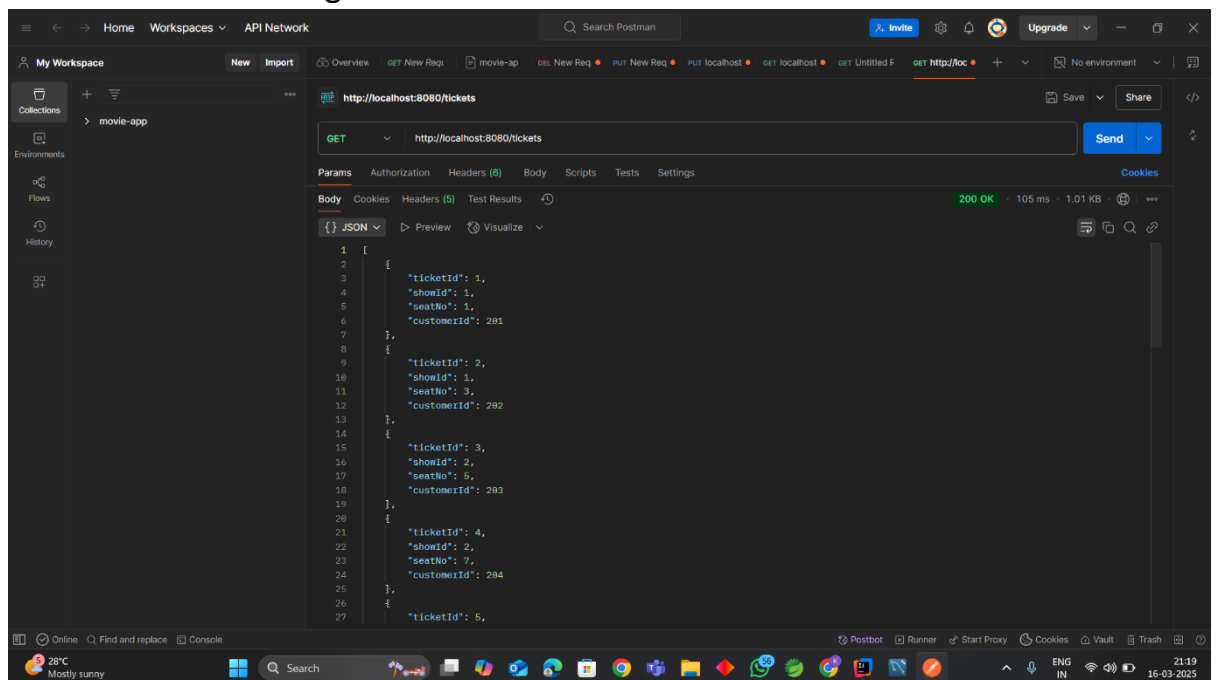 Home Workspaces API Network Search Postman Invite Upgrade
My Workspace New Import Overview GET New Requ movie-ap DEL New Req PUT New Req PUT localhost GET localhost GET Untitled R GET http://loc No environment
Collections
Environments
Flows
History
movie-app
HTTP http://localhost:8080/tickets Save Share
GET http://localhost:8080/tickets Send
Params Authorization Headers (6) Body Scripts Tests Settings Cookies
Body Cookies Headers (5) Test Results 200 OK 105 ms 1.01 KB
{} JSON Preview Visualize
1 [
2 {
3 "ticketId": 1,
4 "showId": 1,
5 "seatNo": 1,
6 "customerId": 201
7 },
8 {
9 "ticketId": 2,
10 "showId": 1,
11 "seatNo": 3,
12 "customerId": 202
13 },
14 {
15 "ticketId": 3,
16 "showId": 2,
17 "seatNo": 5,
18 "customerId": 203
19 },
20 {
21 "ticketId": 4,
22 "showId": 2,
23 "seatNo": 7,
24 "customerId": 204
25 },
26 {
27 "ticketId": 5,
Online Find and replace Console Postbot Runner Start Proxy Cookies Vault Trash
28°C
Mostly sunny
Search
ENG
IN
21:19
16-03-2025